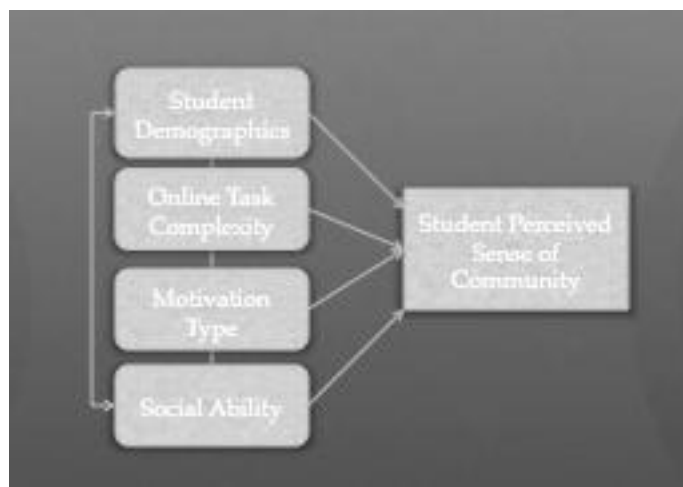 Student
Demographics
Online Task
Complexity
Motivation
Type
Social Ability
Student Perceived
Sense of
Community